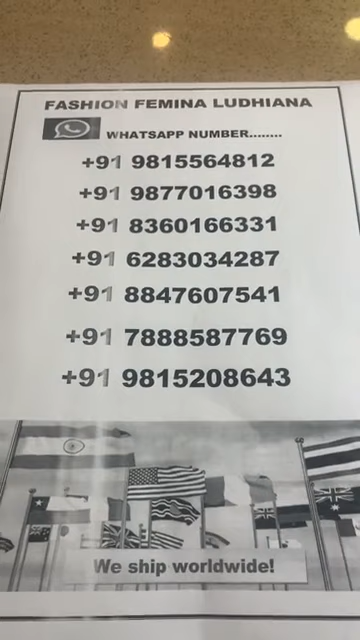 FASHION FEMINA LUDHIANA
WHATSAPP NUMBER........
+91 9815564812
+91 9877016398
+91 8360166331
+91 6283034287
+91 8847607541
+91 7888587769
+91 9815208643
We ship worldwide!